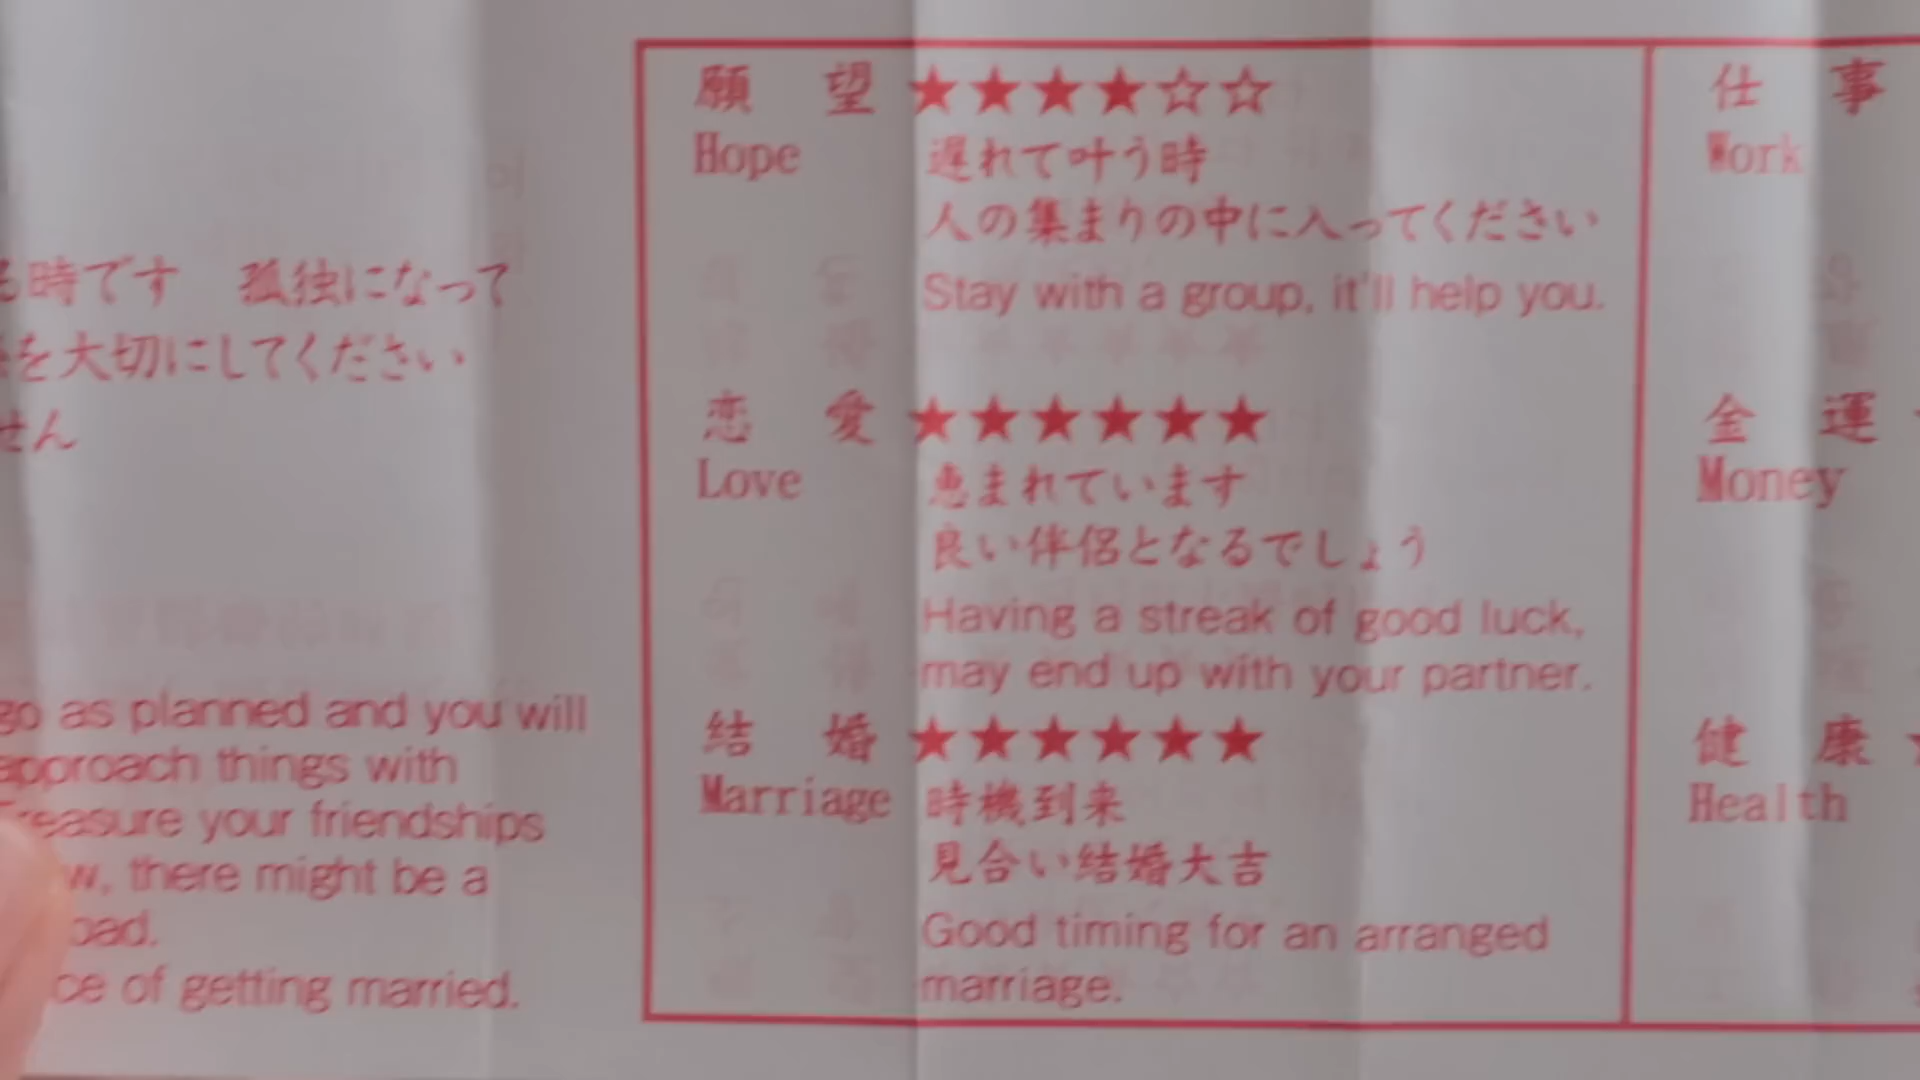 時です 孤独になって
を大切にしてください
せん
go as planned and you will
approach things with
Treasure your friendships
there might be a
of getting married.
願 望 ★★★★☆☆
Hope 遅れて叶う時
人の集まりの中に入ってください
Stay with a group, it'll help you.
恋 愛 ★★★★★★
Love 恵まれています
良い伴侶となるでしょう
Having a streak of good luck,
may end up with your partner.
結 婚 ★★★★★★
Marriage 時機到来
見合い結婚大吉
Good timing for an arranged
marriage.
仕 事
Work
金 運
Money
健 康
Health